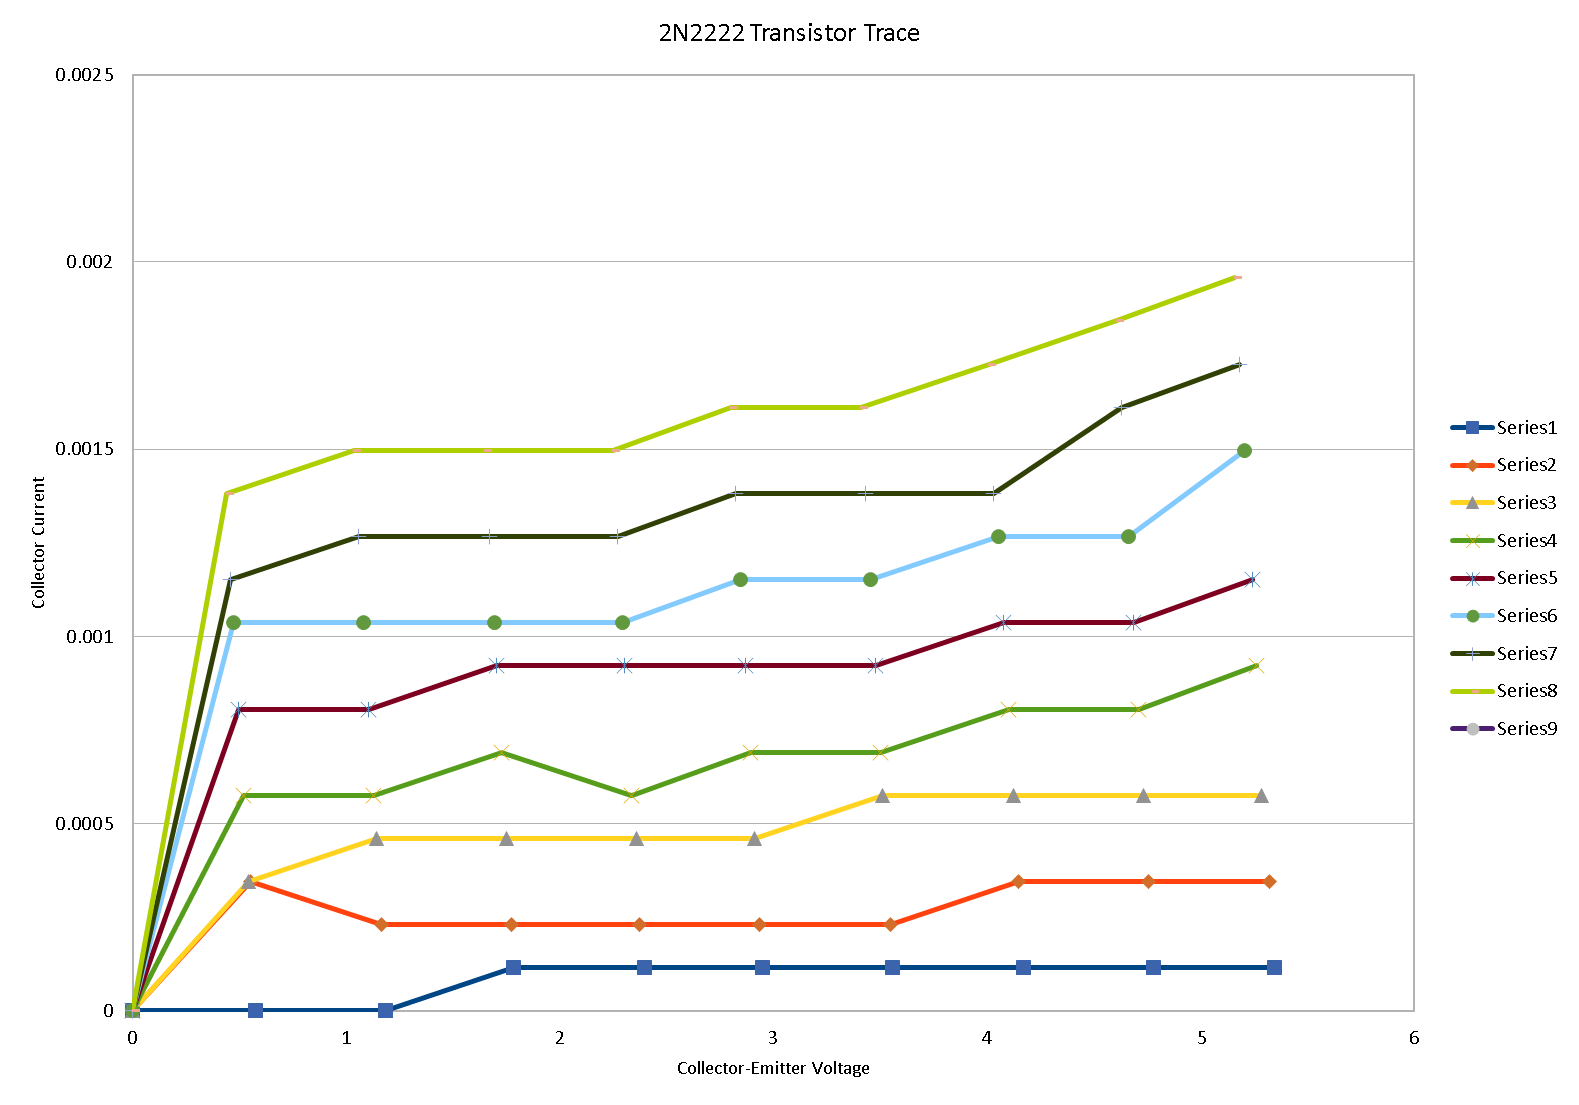 2N2222 Transistor Trace
0.0025
0.002
0.0015
0.001
0.0005
0
Collector Current
0 1 2 3 4 5 6
Collector-Emitter Voltage
Series1
Series2
Series3
Series4
Series5
Series6
Series7
Series8
Series9